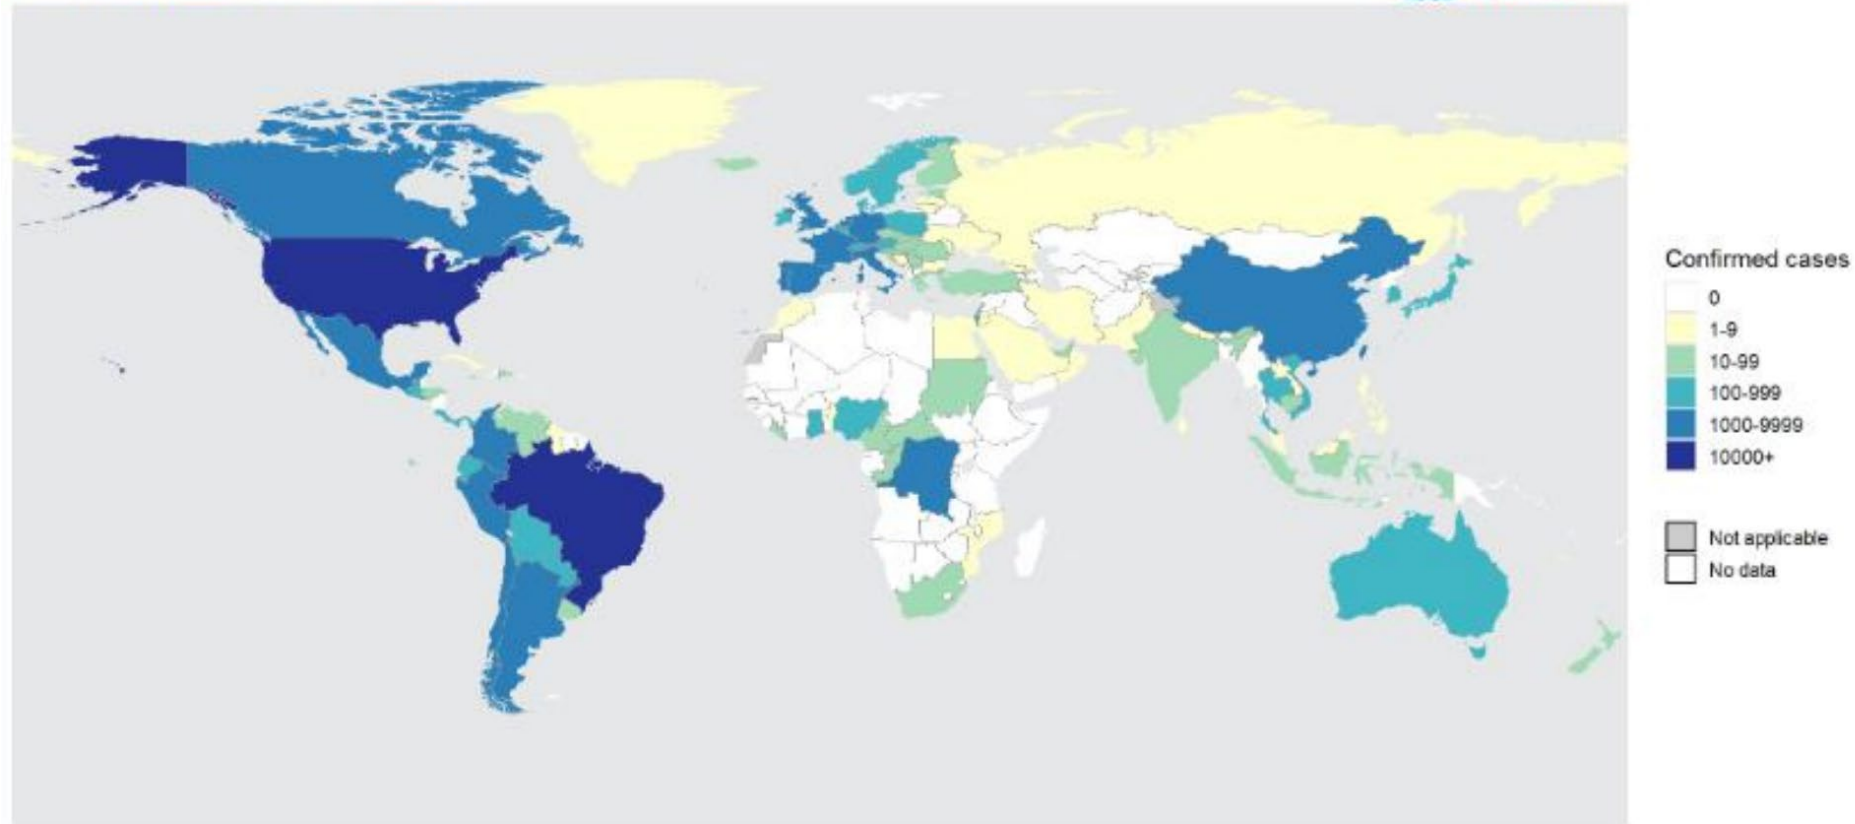 Confirmed cases
0
1-9
10-99
100-999
1000-9999
10000+
Not applicable
No data